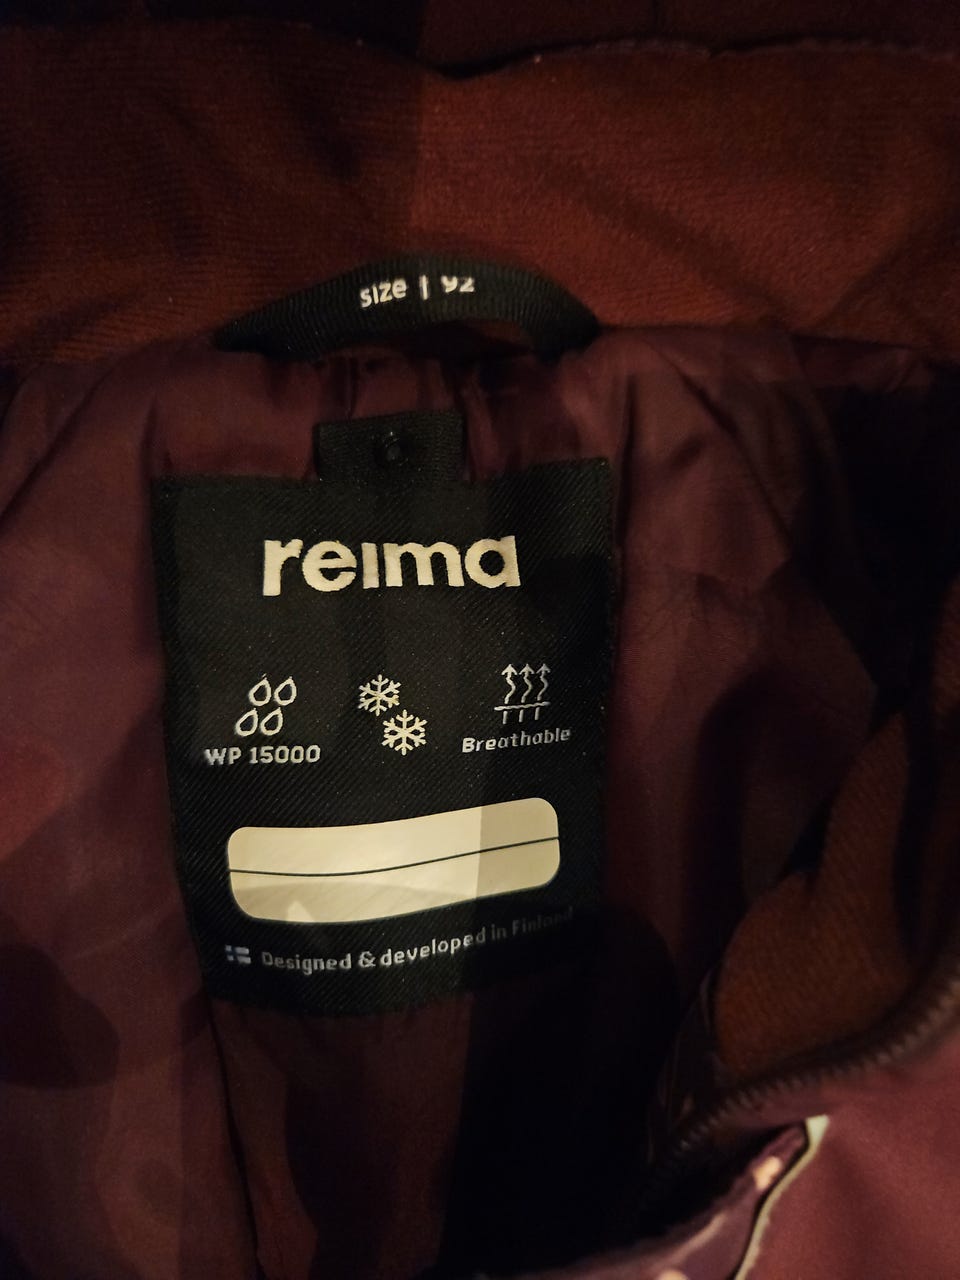 size | 92
reima
WP 15000
Breathable
Designed & developed in Finland